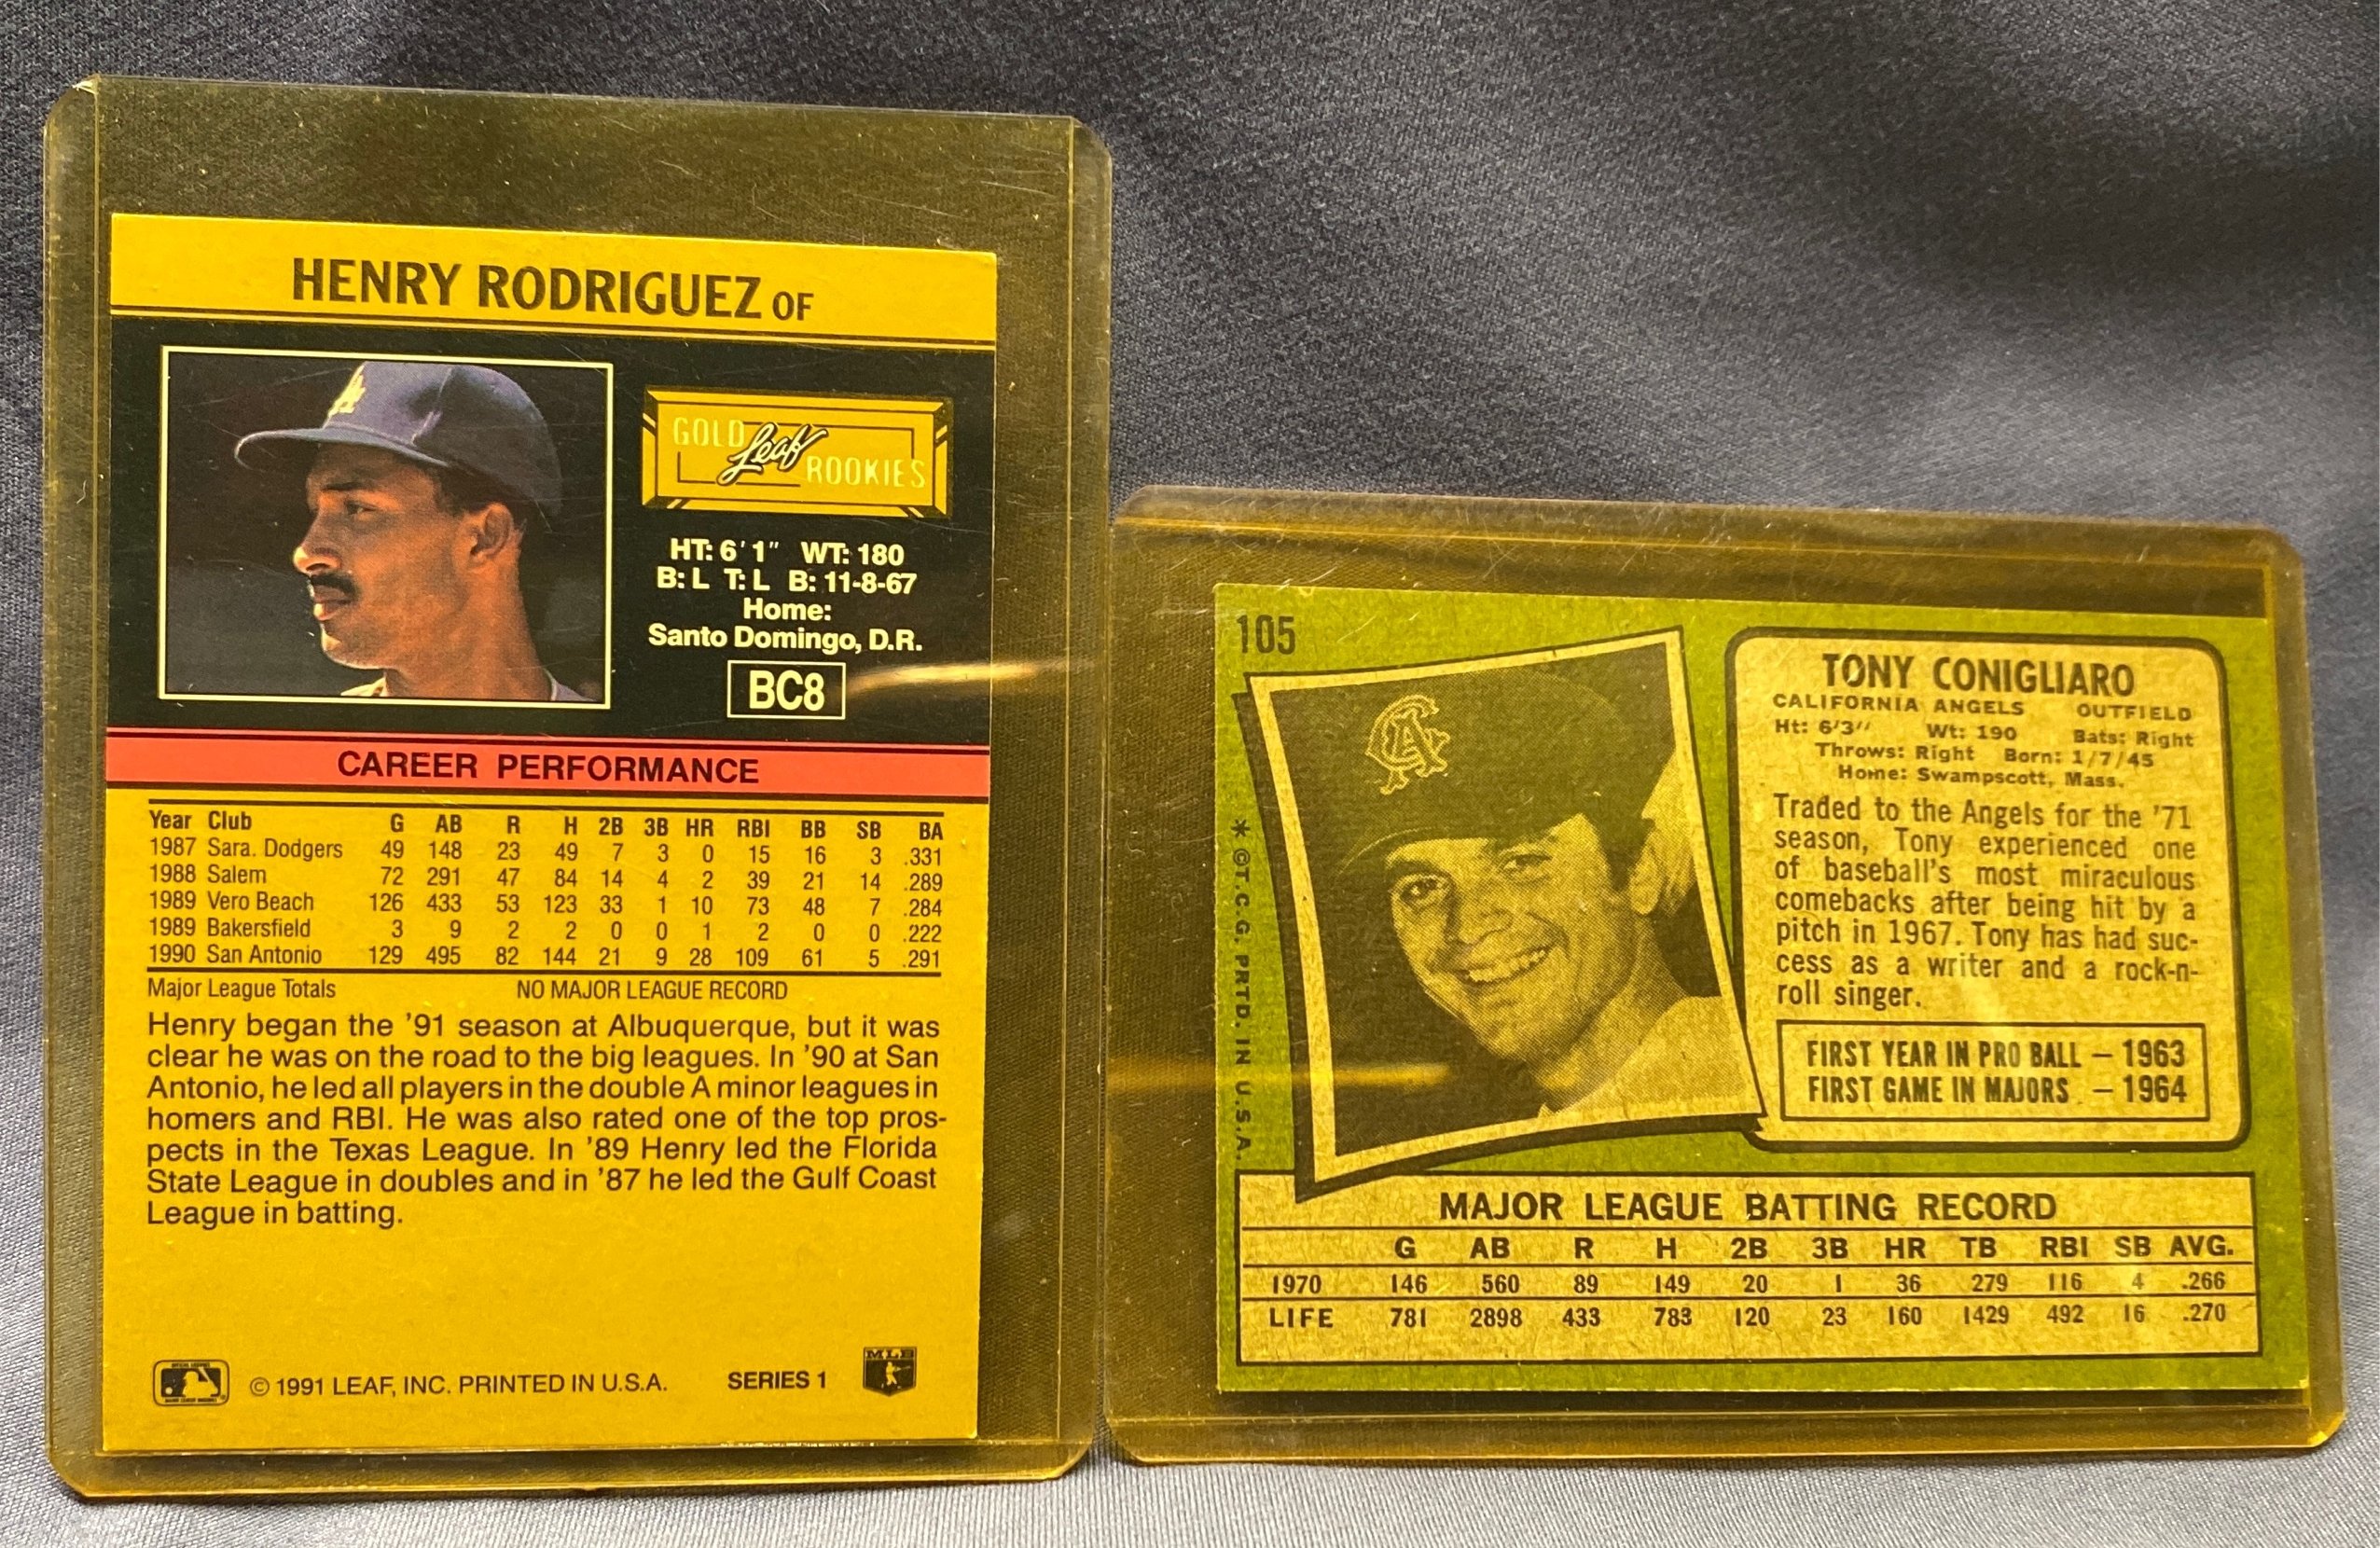 HENRY RODRIGUEZ OF
GOLD Leaf ROOKIES
HT: 6' 1" WT: 180
B: L T: L B: 11-8-67
Home:
Santo Domingo, D.R.
BC8
CAREER PERFORMANCE
Year Club G AB R H 2B 3B HR RBI BB SB BA
1987 Sara. Dodgers 49 148 23 49 7 3 0 15 16 3 .331
1988 Salem 72 291 47 84 14 4 2 39 21 14 .289
1989 Vero Beach 126 433 53 123 33 1 10 73 48 7 .284
1989 Bakersfield 3 9 2 2 0 0 1 2 0 0 .222
1990 San Antonio 129 495 82 144 21 9 28 109 61 5 .291
Major League Totals NO MAJOR LEAGUE RECORD
Henry began the '91 season at Albuquerque, but it was
clear he was on the road to the big leagues. In '90 at San
Antonio, he led all players in the double A minor leagues in
homers and RBI. He was also rated one of the top pros-
pects in the Texas League. In '89 Henry led the Florida
State League in doubles and in '87 he led the Gulf Coast
League in batting.
© 1991 LEAF, INC. PRINTED IN U.S.A. SERIES 1
MLB
105
* © T.C.G. PRTD. IN U.S.A.
TONY CONIGLIARO
CALIFORNIA ANGELS OUTFIELD
Ht: 6'3" Wt: 190 Bats: Right
Throws: Right Born: 1/7/45
Home: Swampscott, Mass.
Traded to the Angels for the '71
season, Tony experienced one
of baseball's most miraculous
comebacks after being hit by a
pitch in 1967. Tony has had suc-
cess as a writer and a rock-n-
roll singer.
FIRST YEAR IN PRO BALL – 1963
FIRST GAME IN MAJORS – 1964
MAJOR LEAGUE BATTING RECORD
G AB R H 2B 3B HR TB RBI SB AVG.
1970 146 560 89 149 20 1 36 279 116 4 .266
LIFE 781 2898 433 783 120 23 160 1429 492 16 .270